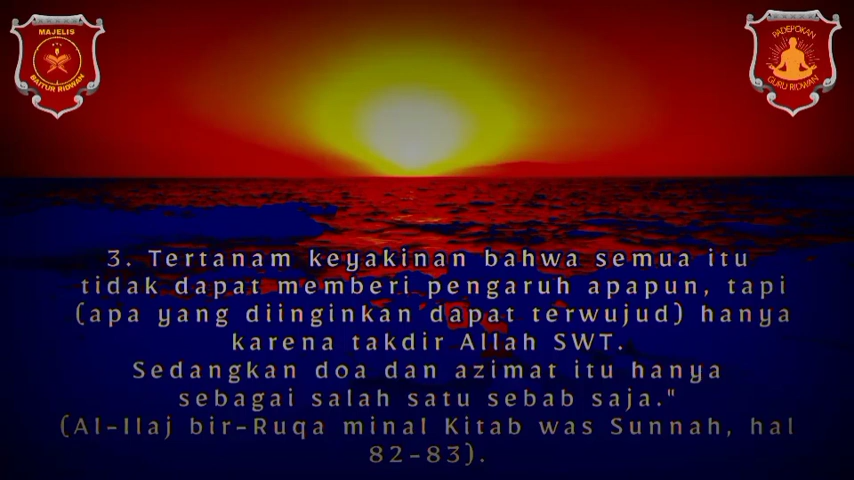 MAJELIS
BAITUR RIDWAN
PADEPOKAN
GURU RIDWAN
3. Tertanam keyakinan bahwa semua itu
tidak dapat memberi pengaruh apapun, tapi
(apa yang diinginkan dapat terwujud) hanya
karena takdir Allah SWT.
Sedangkan doa dan azimat itu hanya
sebagai salah satu sebab saja."
(Al-Ilaj bir-Ruqa minal Kitab was Sunnah, hal
82-83).